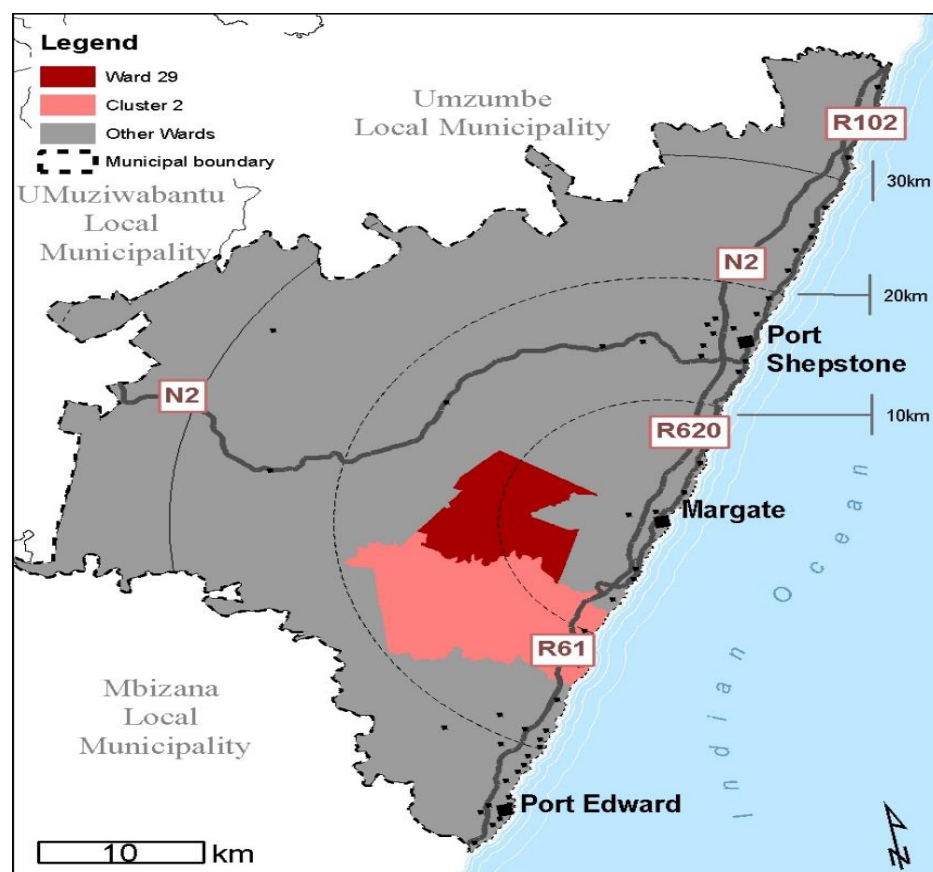 Legend
Ward 29
Cluster 2
Other Wards
Municipal boundary
Umzumbe
Local Municipality
UMuziwabantu
Local
Municipality
R102
30km
N2
20km
Port
Shepstone
N2
10km
R620
Margate
Indian Ocean
R61
Mbizana
Local
Municipality
Port Edward
10 km
N